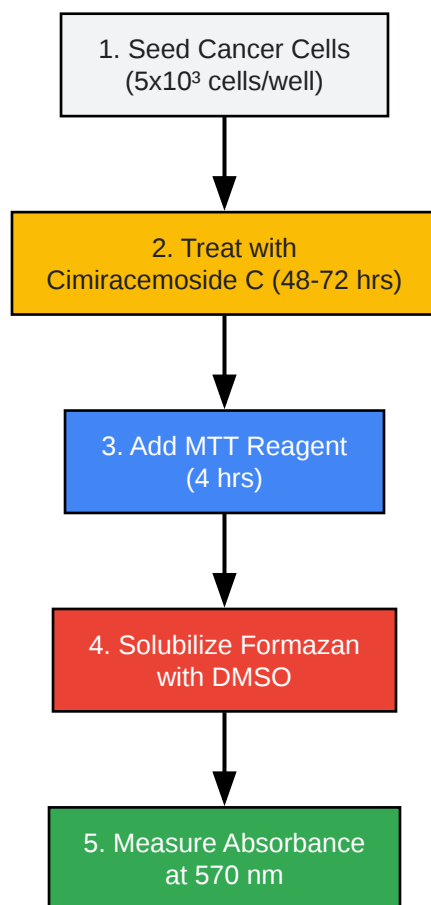 1. Seed Cancer Cells
(5x10³ cells/well)
2. Treat with
Cimiracemoside C (48-72 hrs)
3. Add MTT Reagent
(4 hrs)
4. Solubilize Formazan
with DMSO
5. Measure Absorbance
at 570 nm